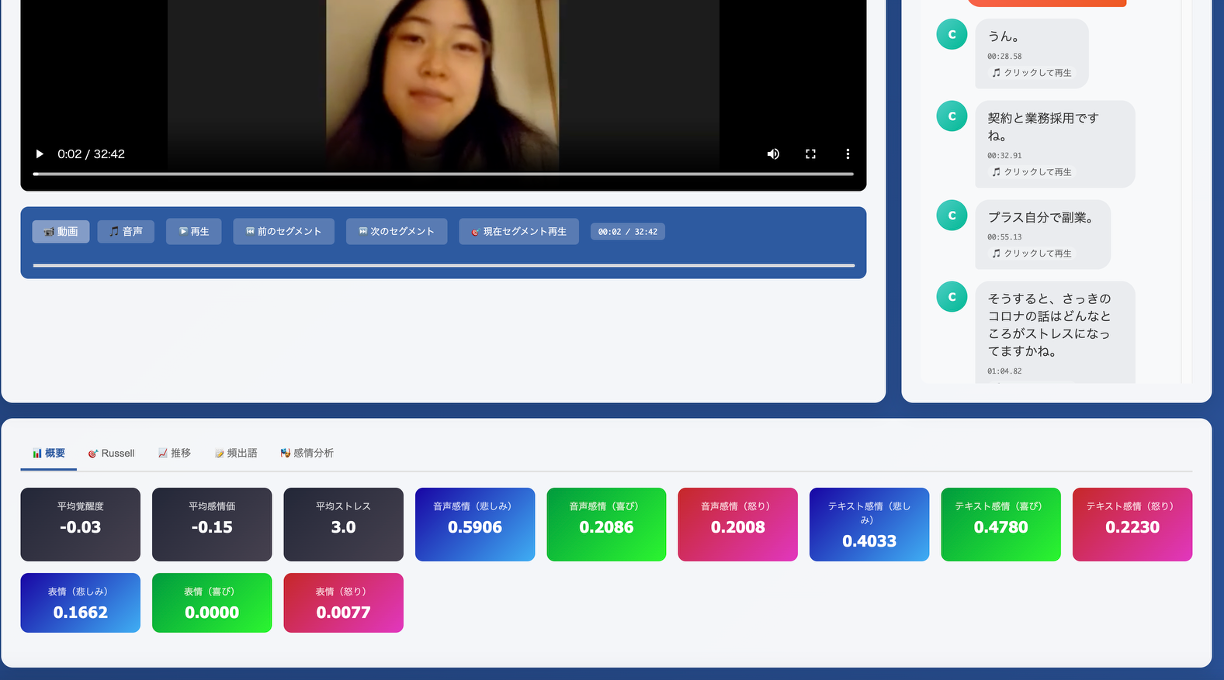 0:02 / 32:42
動画
音声
再生
前のセグメント
次のセグメント
現在セグメント再生
00:02 / 32:42
C
うん。
00:28.58
クリックして再生
C
契約と業務採用です
ね。
00:32.91
クリックして再生
C
プラス自分で副業。
00:55.13
クリックして再生
C
そうすると、さっきの
コロナの話はどんなと
ころがストレスになっ
てますかね。
01:04.82
概要
Russell
推移
頻出語
感情分析
平均覚醒度
-0.03
平均感情価
-0.15
平均ストレス
3.0
音声感情（悲しみ）
0.5906
音声感情（喜び）
0.2086
音声感情（怒り）
0.2008
テキスト感情（悲し
み）
0.4033
テキスト感情（喜び）
0.4780
テキスト感情（怒り）
0.2230
表情（悲しみ）
0.1662
表情（喜び）
0.0000
表情（怒り）
0.0077